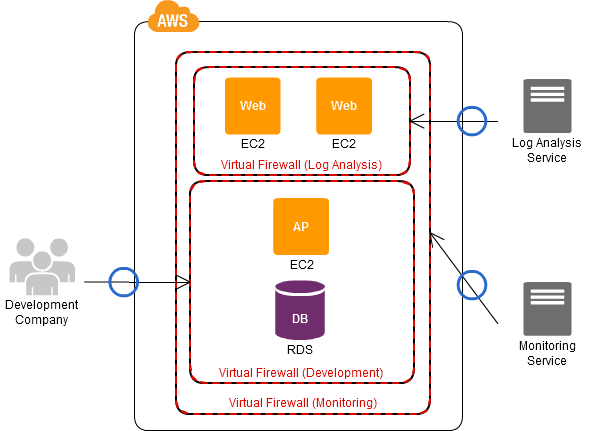 AWS
Web
Web
EC2
EC2
Virtual Firewall (Log Analysis)
Log Analysis
Service
AP
EC2
DB
RDS
Development
Company
Virtual Firewall (Development)
Monitoring
Service
Virtual Firewall (Monitoring)